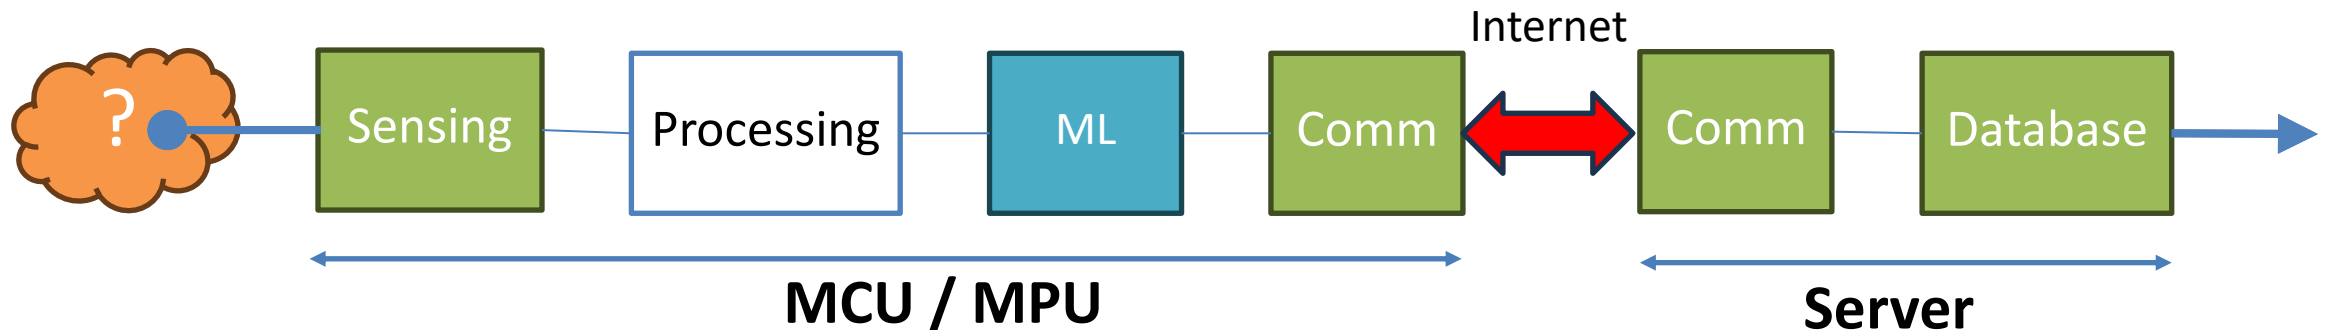 ?
Sensing
Processing
ML
Comm
Internet
Comm
Database
MCU / MPU
Server